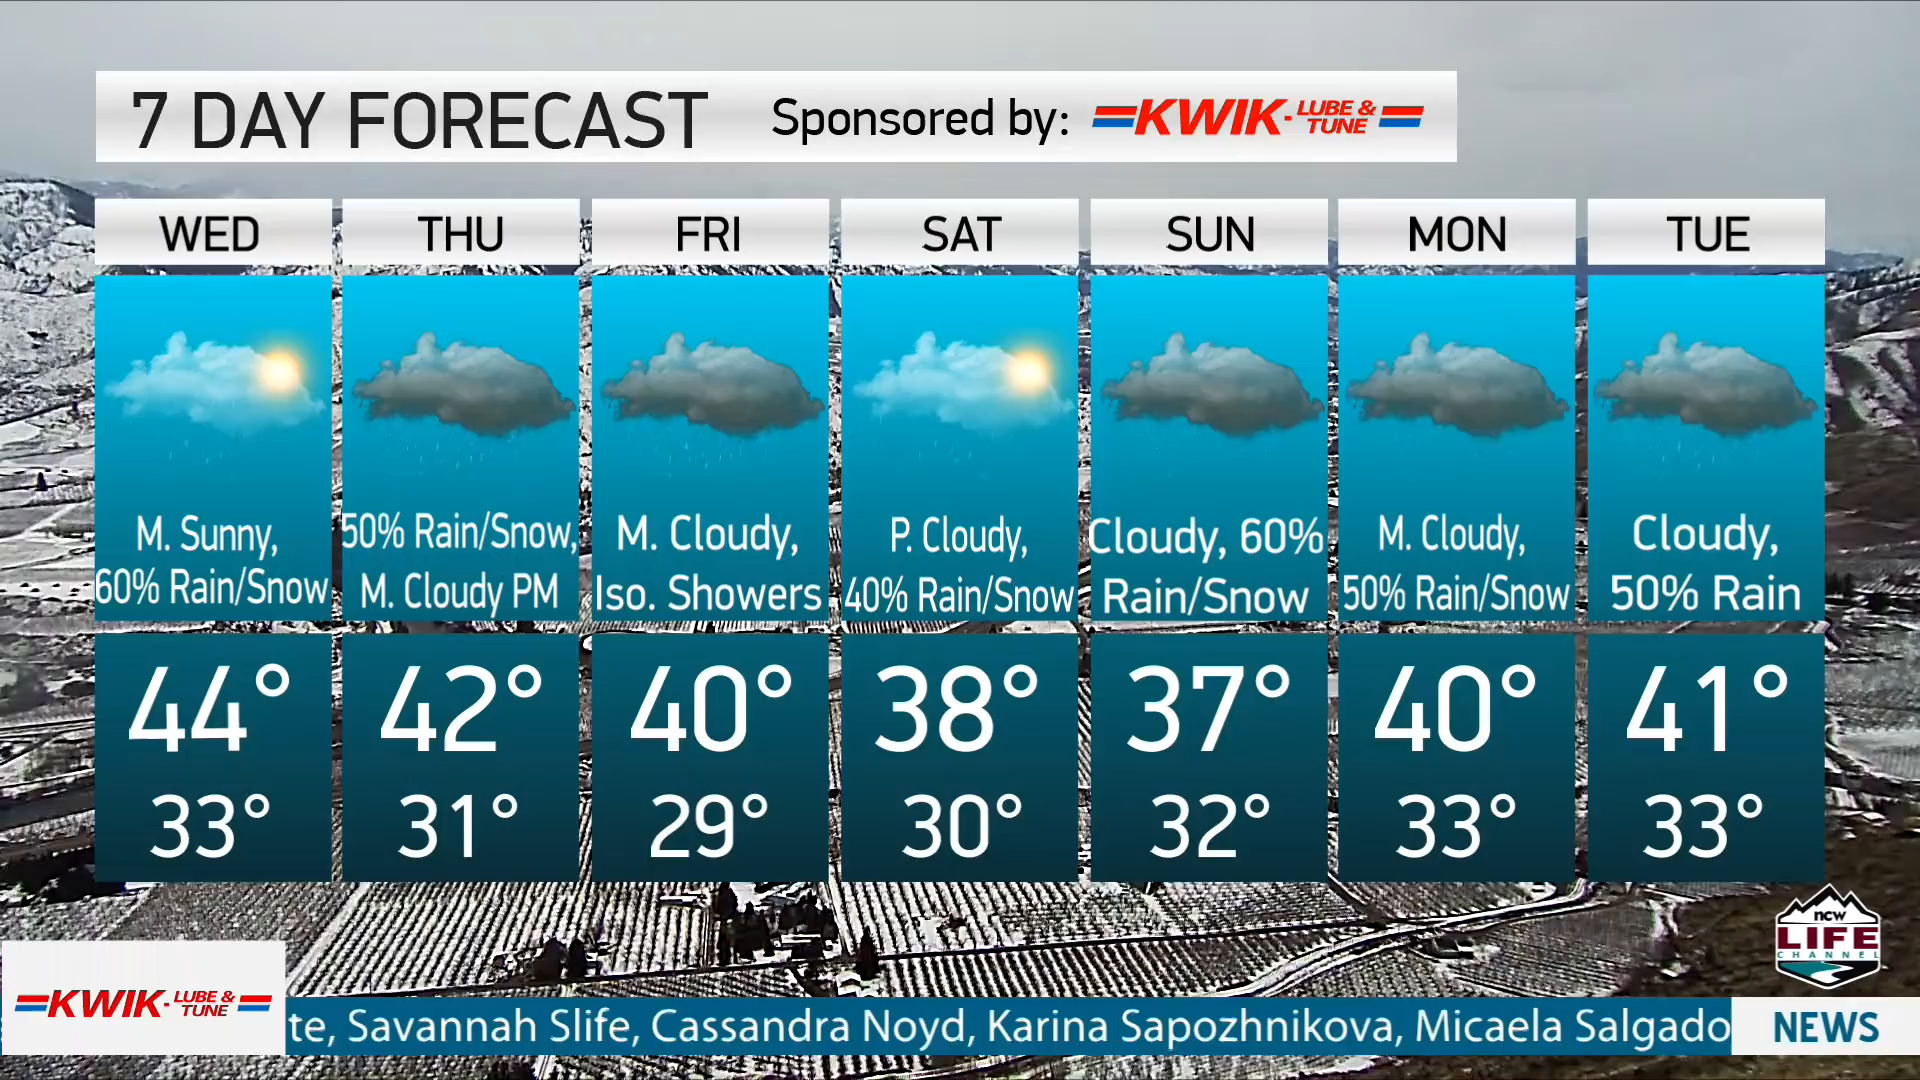 7 DAY FORECAST
Sponsored by:
KWIK-LUBE & TUNE
WED
THU
FRI
SAT
SUN
MON
TUE
M. Sunny,
60% Rain/Snow
50% Rain/Snow,
M. Cloudy PM
M. Cloudy,
Iso. Showers
P. Cloudy,
40% Rain/Snow
Cloudy, 60%
Rain/Snow
M. Cloudy,
50% Rain/Snow
Cloudy,
50% Rain
44°
42°
40°
38°
37°
40°
41°
33°
31°
29°
30°
32°
33°
33°
ncw
LIFE
CHANNEL
KWIK-LUBE & TUNE
te, Savannah Slife, Cassandra Noyd, Karina Sapozhnikova, Micaela Salgado
NEWS